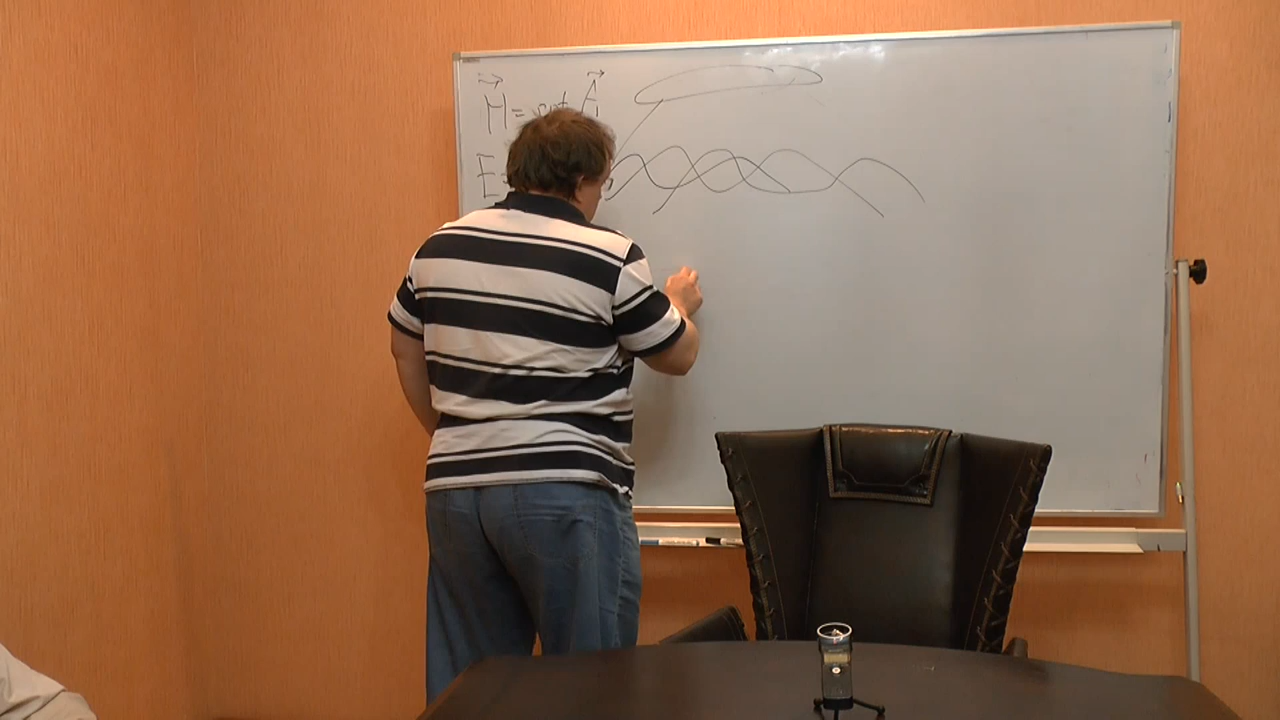 H⃗ = rot A⃗
E⃗ =